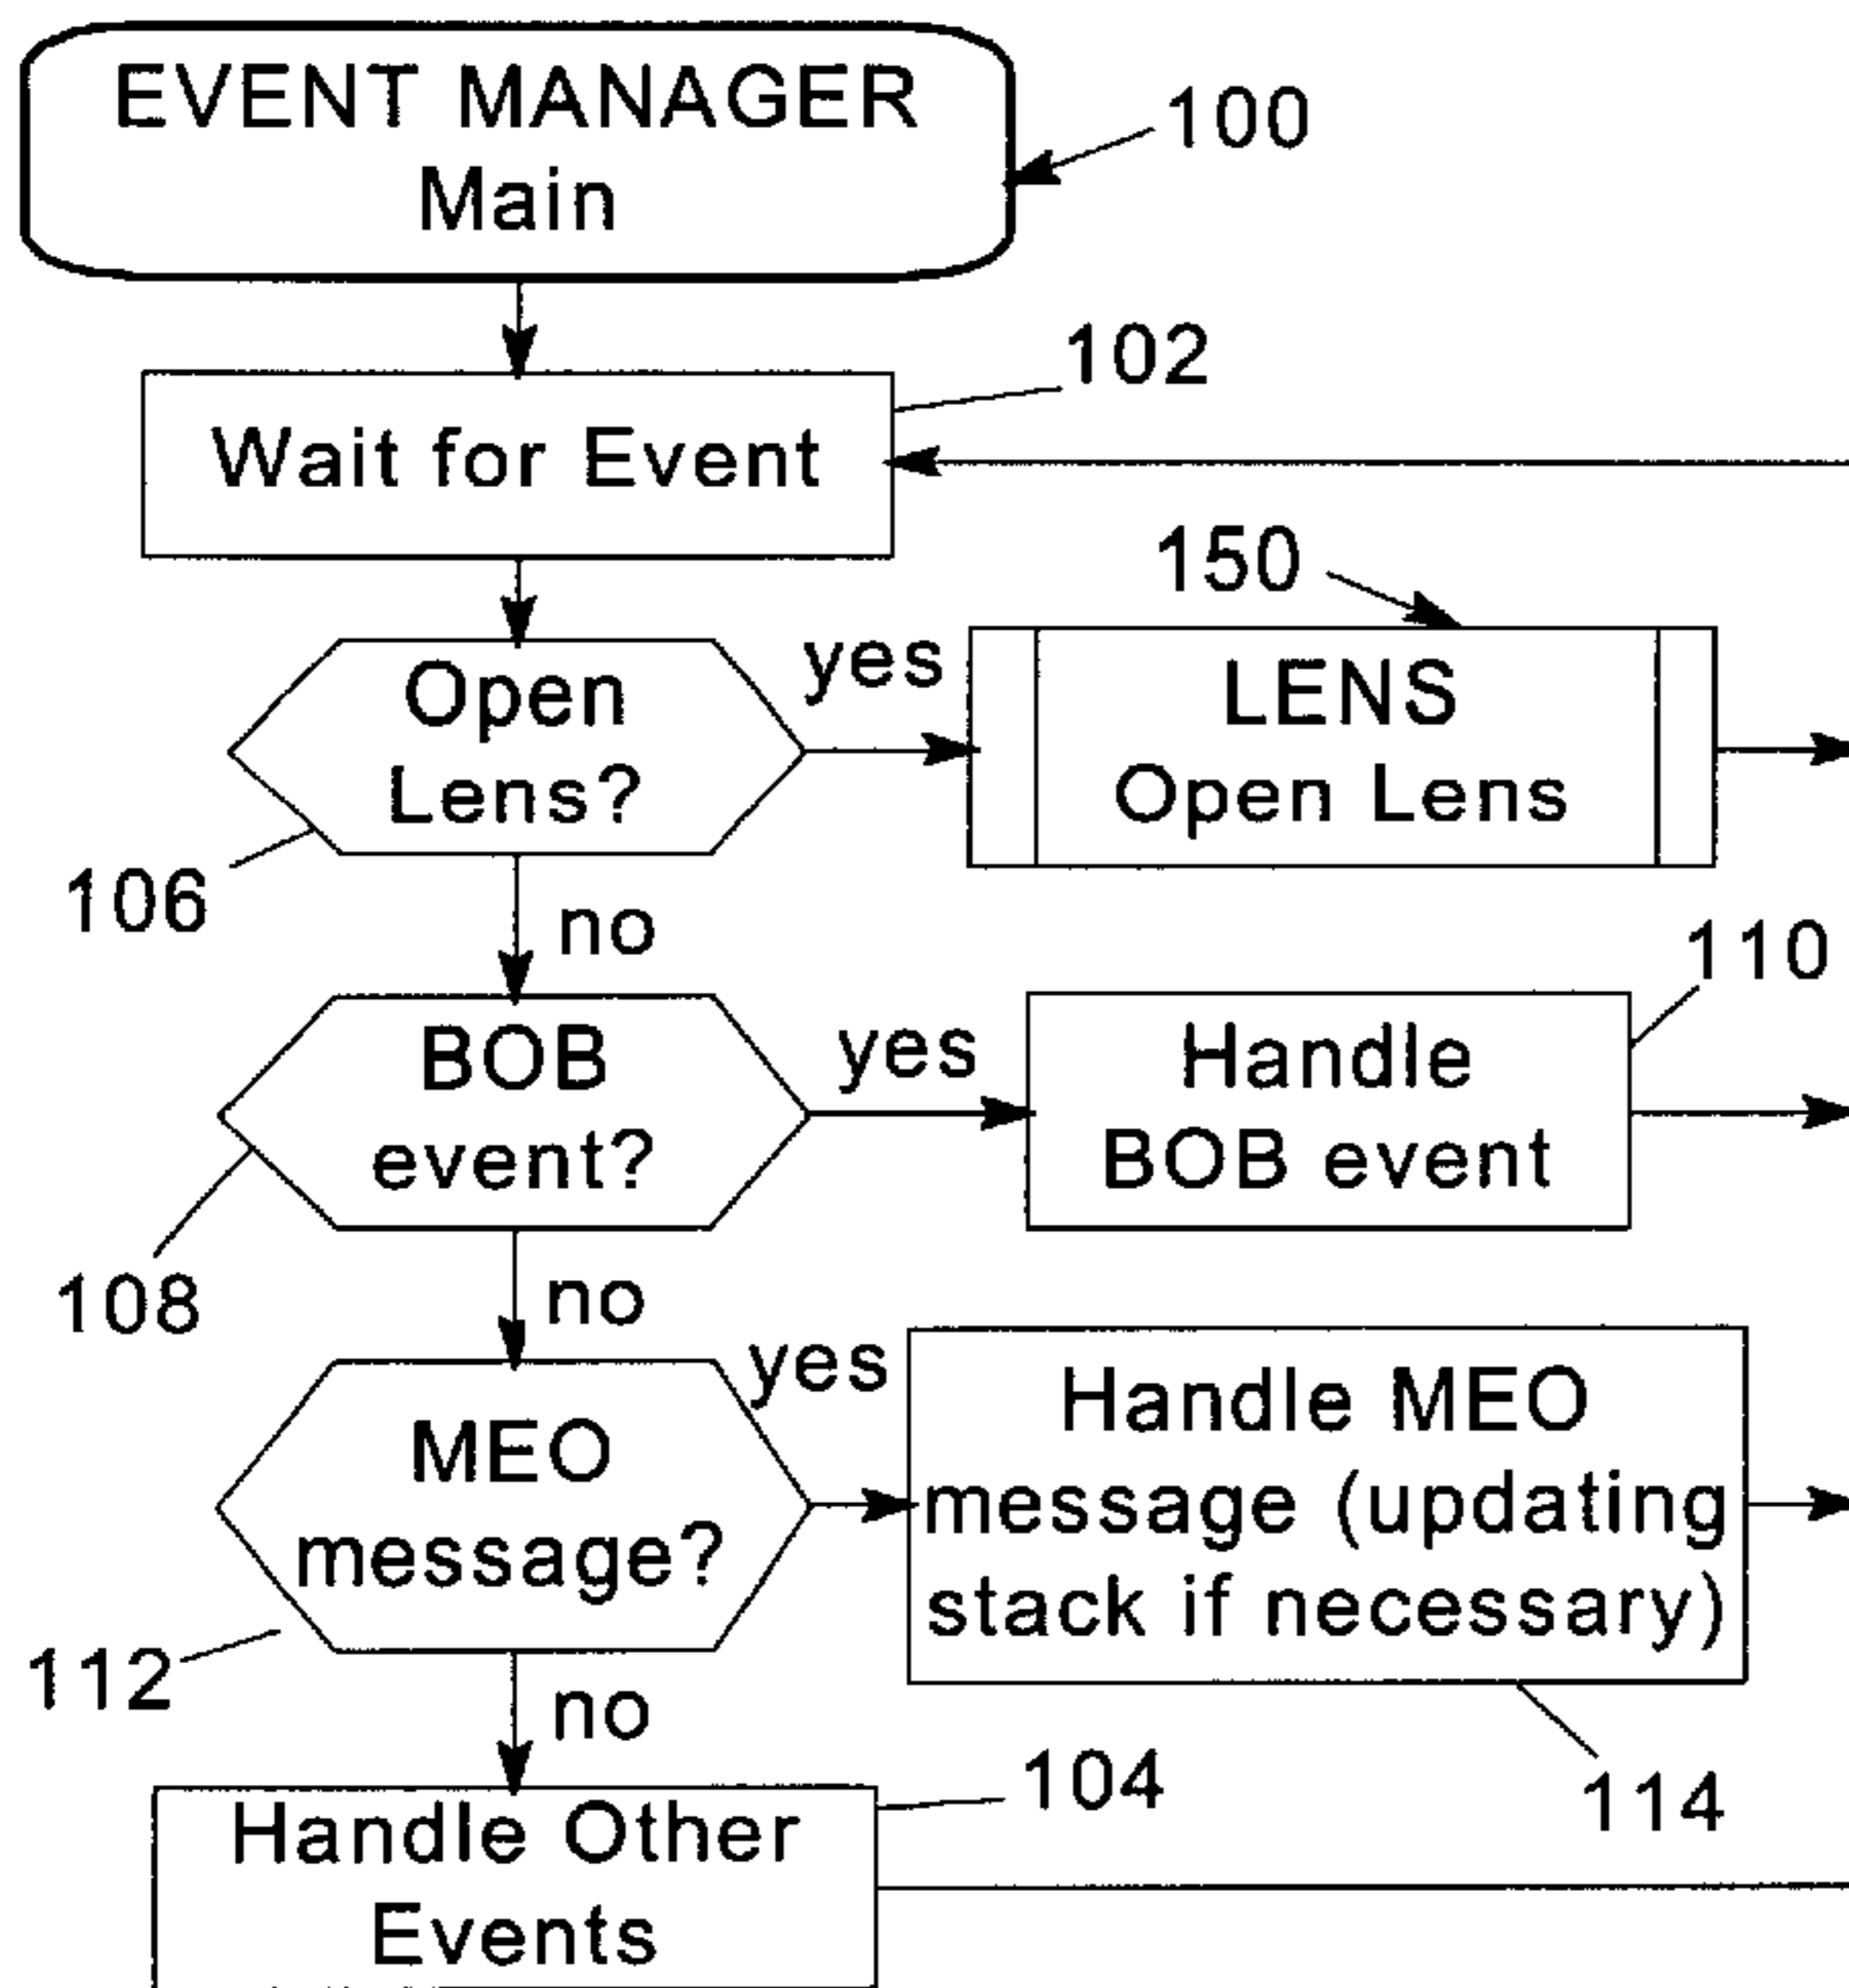 EVENT MANAGER
Main
100
102
Wait for Event
150
Open
Lens?
yes
LENS
Open Lens
106
no
110
BOB
event?
yes
Handle
BOB event
108
no
MEO
message?
yes
Handle MEO
message (updating
stack if necessary)
112
no
104
114
Handle Other
Events